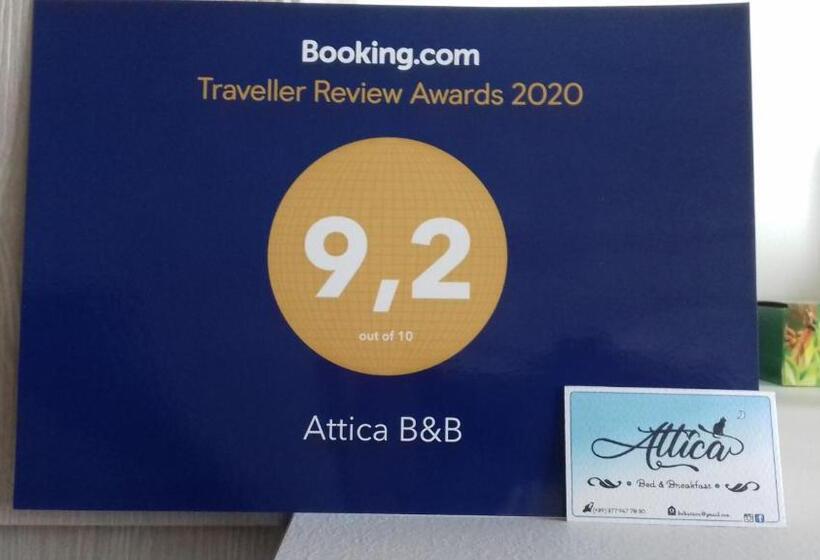 Booking.com
Traveller Review Awards 2020
9,2
out of 10
Attica B&B
Attica
Bed & Breakfast